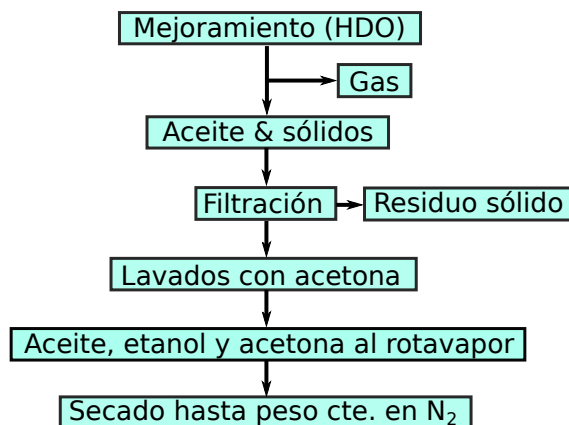 Mejoramiento (HDO)
Gas
Aceite & sólidos
Filtración
Residuo sólido
Lavados con acetona
Aceite, etanol y acetona al rotavapor
Secado hasta peso cte. en N₂